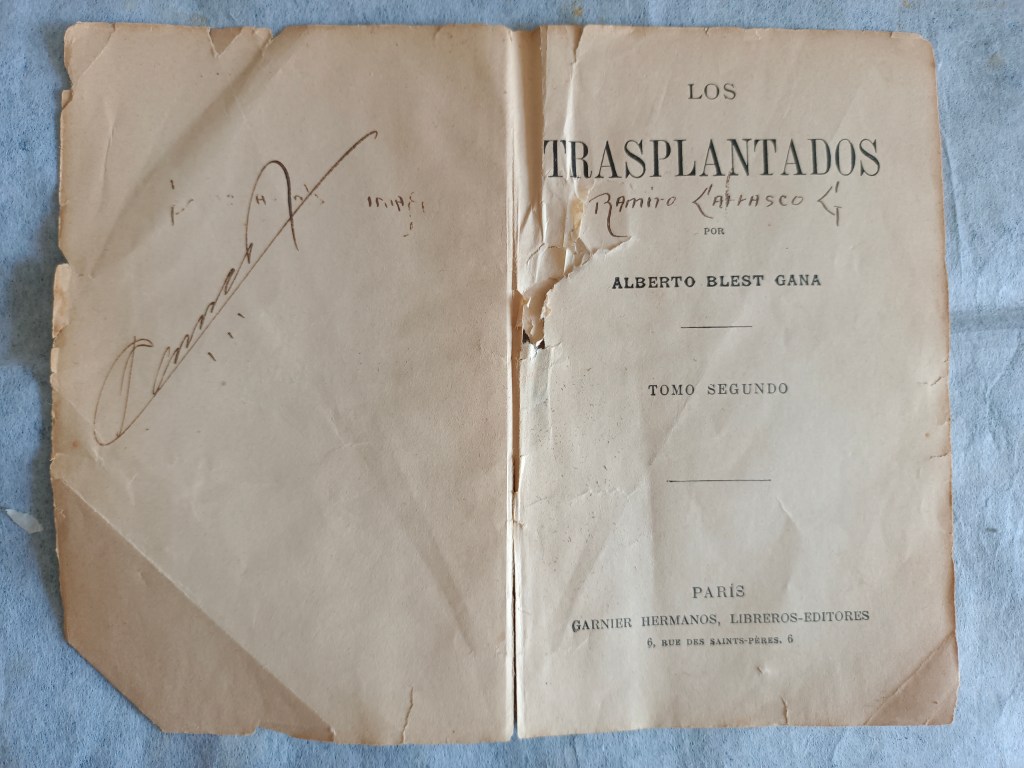 LOS
TRASPLANTADOS
Ramiro Carrasco G
POR
ALBERTO BLEST GANA
TOMO SEGUNDO
PARÍS
GARNIER HERMANOS, LIBREROS-EDITORES
6, RUE DES SAINTS-PÈRES, 6